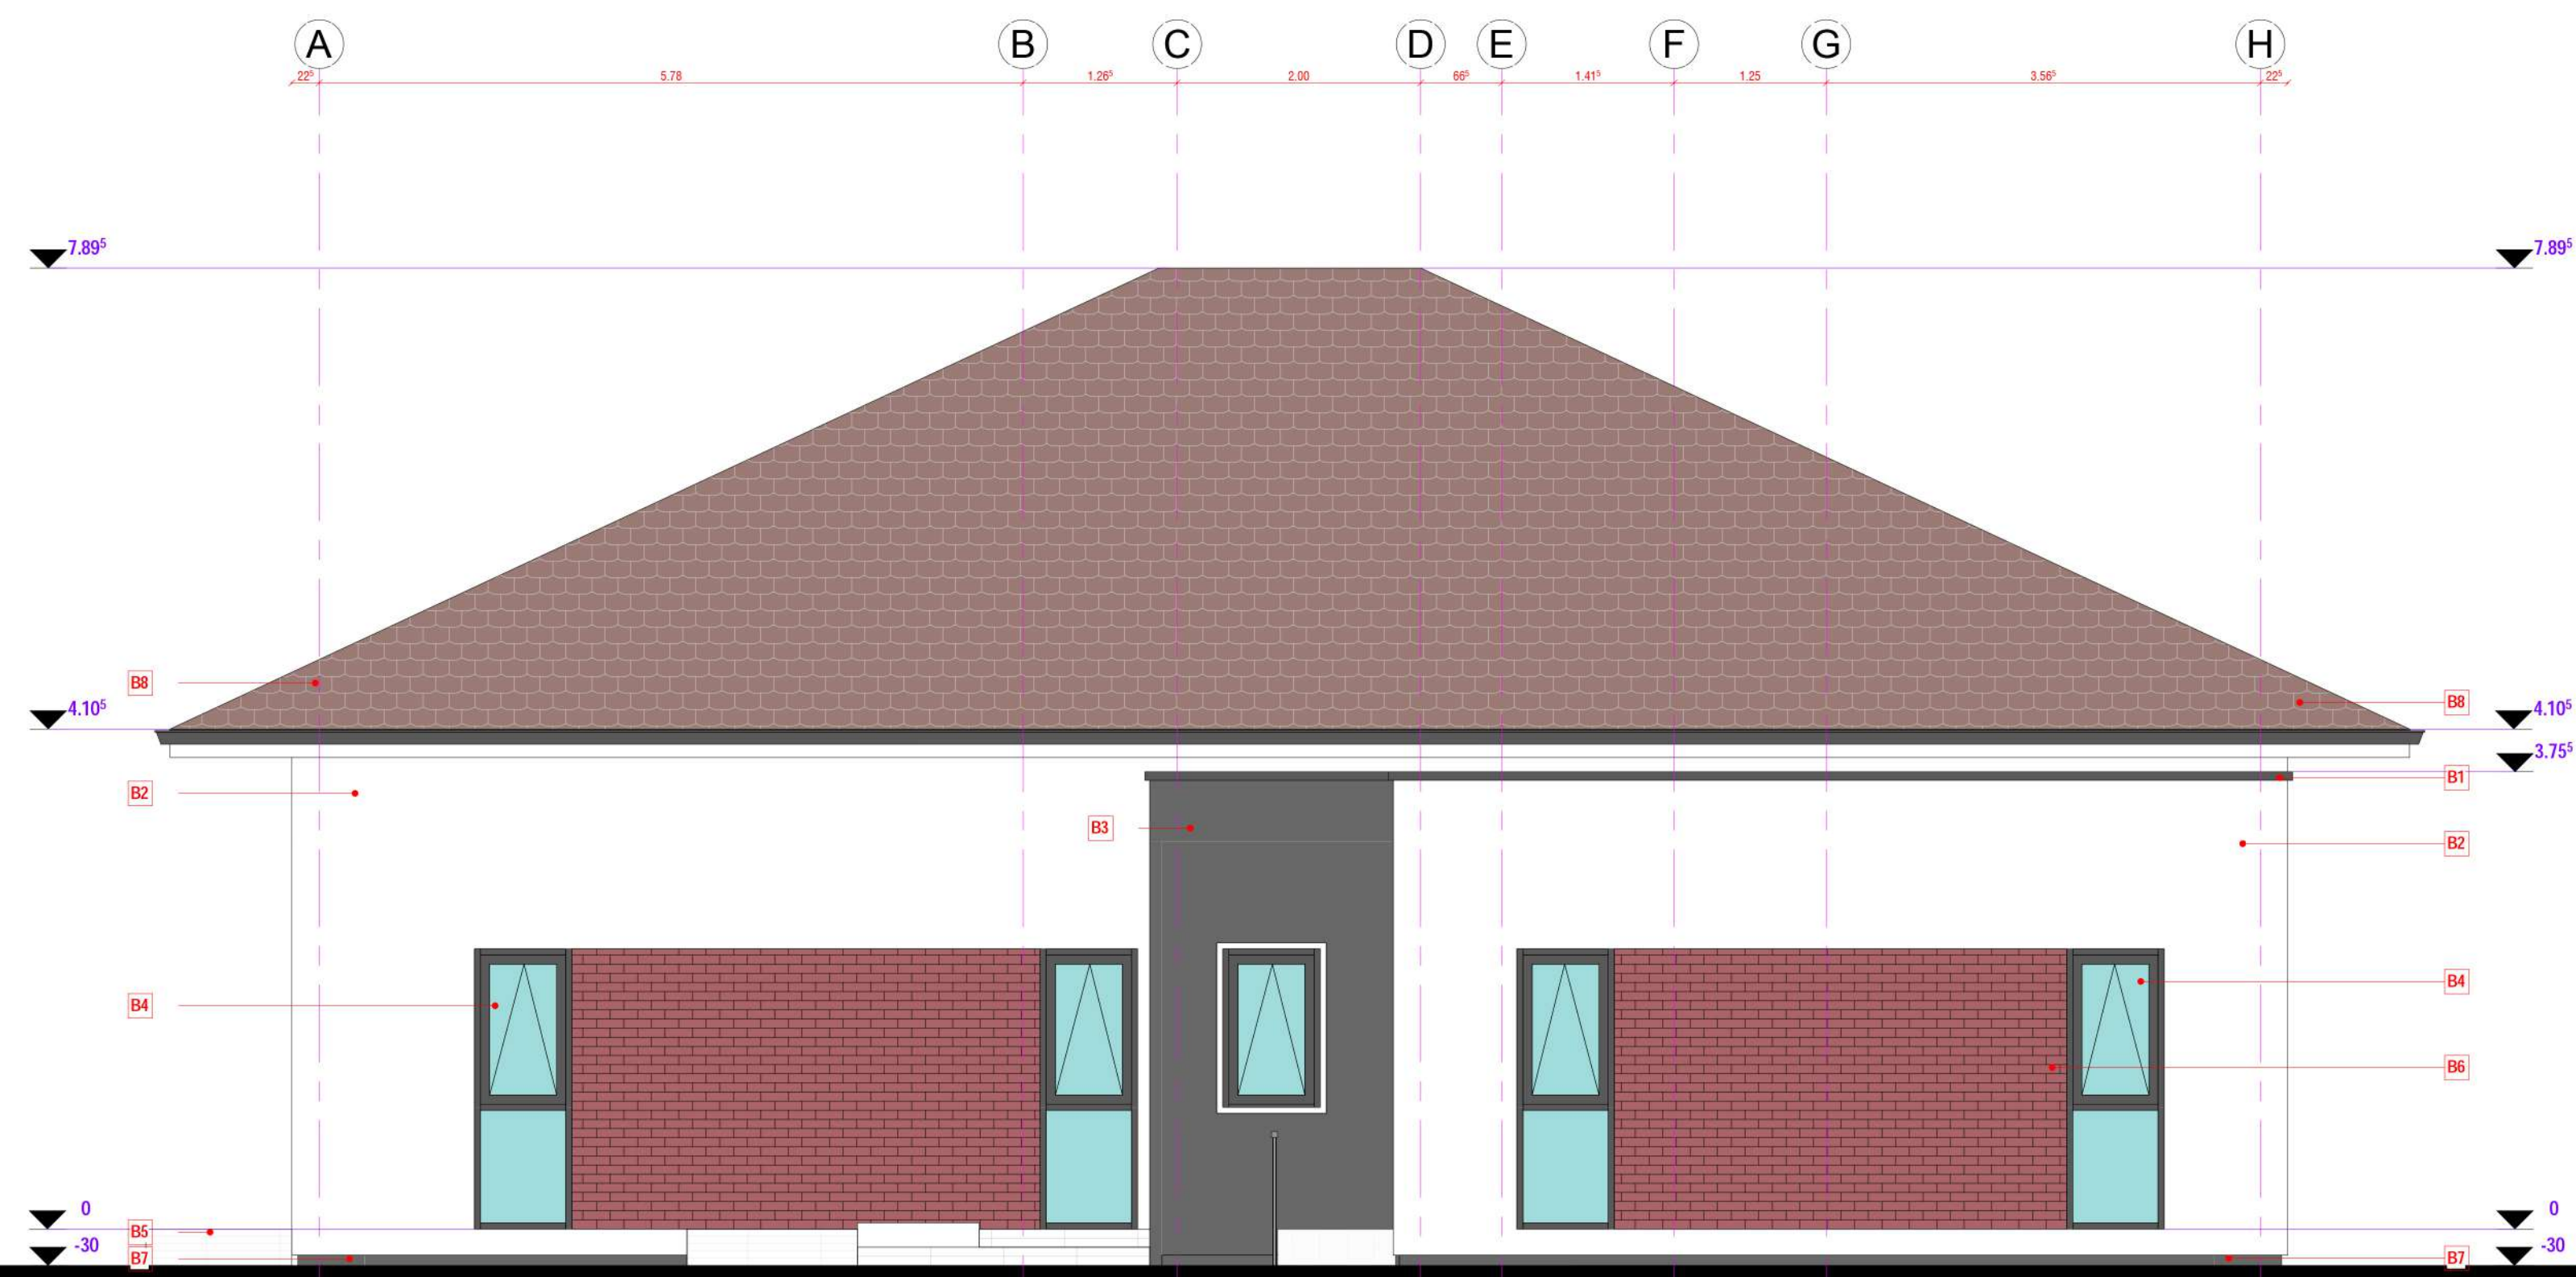 A B C D E F G H
22⁵ 5.78 1.26⁵ 2.00 66⁵ 1.41⁵ 1.25 3.56⁵ 22⁵
7.89⁵ 7.89⁵
B8
B8
4.10⁵ 4.10⁵
3.75⁵
B1
B2
B3
B2
B4
B4
B6
0 0
B5
-30 -30
B7 B7